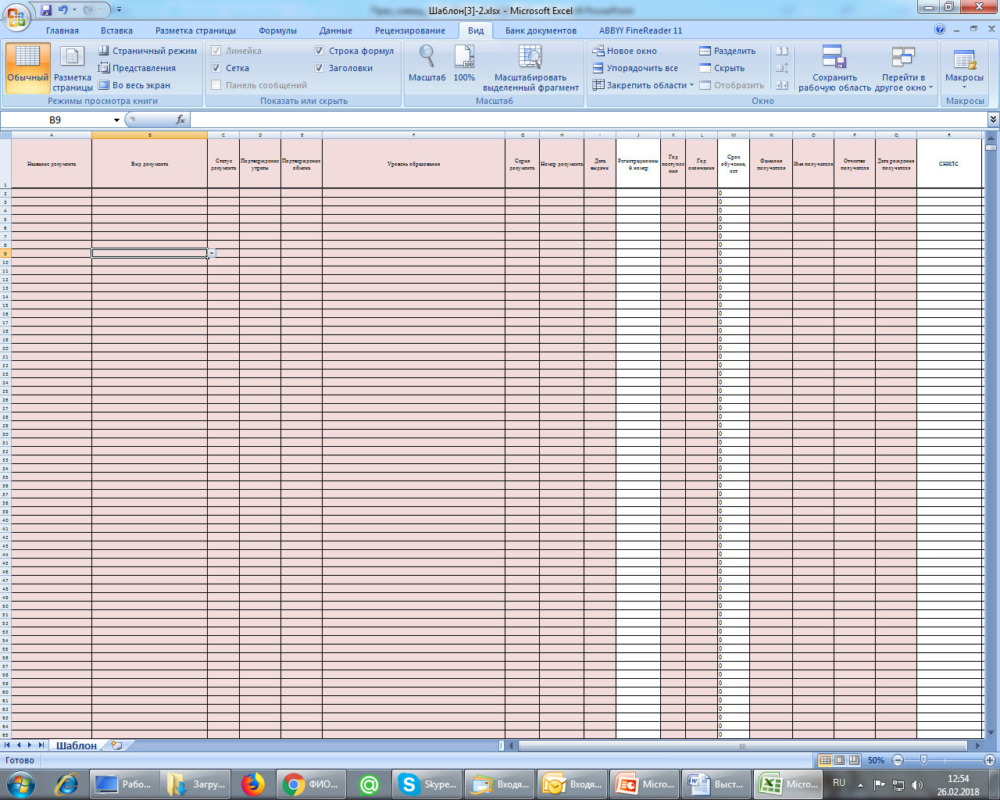 Шаблон[3]-2.xlsx - Microsoft Excel
Главная Вставка Разметка страницы Формулы Данные Рецензирование Вид Банк документов ABBYY FineReader 11
Обычный Разметка страницы Страничный режим Представления Во весь экран
Режимы просмотра книги
Линейка Строка формул
Сетка Заголовки
Панель сообщений
Показать или скрыть
Масштаб 100% Масштабировать выделенный фрагмент
Масштаб
Новое окно Разделить
Упорядочить все Скрыть
Закрепить области Отобразить
Сохранить рабочую область Перейти в другое окно
Окно
Макросы
Макросы
B9 fx
A B C D E F G H I J K L M N O P Q R
1 Название документа Вид документа Статус документа Подтверждение утраты Подтверждение обмена Уровень образования Серия документа Номер документа Дата выдачи Регистрационный номер Год поступления Год окончания Срок обучения, лет Фамилия получателя Имя получателя Отчество получателя Дата рождения получателя СНИЛС
2 0
3 0
4 0
5 0
6 0
7 0
8 0
9 0
10 0
11 0
12 0
13 0
14 0
15 0
16 0
17 0
18 0
19 0
20 0
21 0
22 0
23 0
24 0
25 0
26 0
27 0
28 0
29 0
30 0
31 0
32 0
33 0
34 0
35 0
36 0
37 0
38 0
39 0
40 0
41 0
42 0
43 0
44 0
45 0
46 0
47 0
48 0
49 0
50 0
51 0
52 0
53 0
54 0
55 0
56 0
57 0
58 0
59 0
60 0
61 0
62 0
63 0
64 0
65 0
Шаблон
Готово 50%
Рабо... Загру... ФИО... Skype... Входя... Входя... Micro... Выст... Micro... RU 12:54
26.02.2018